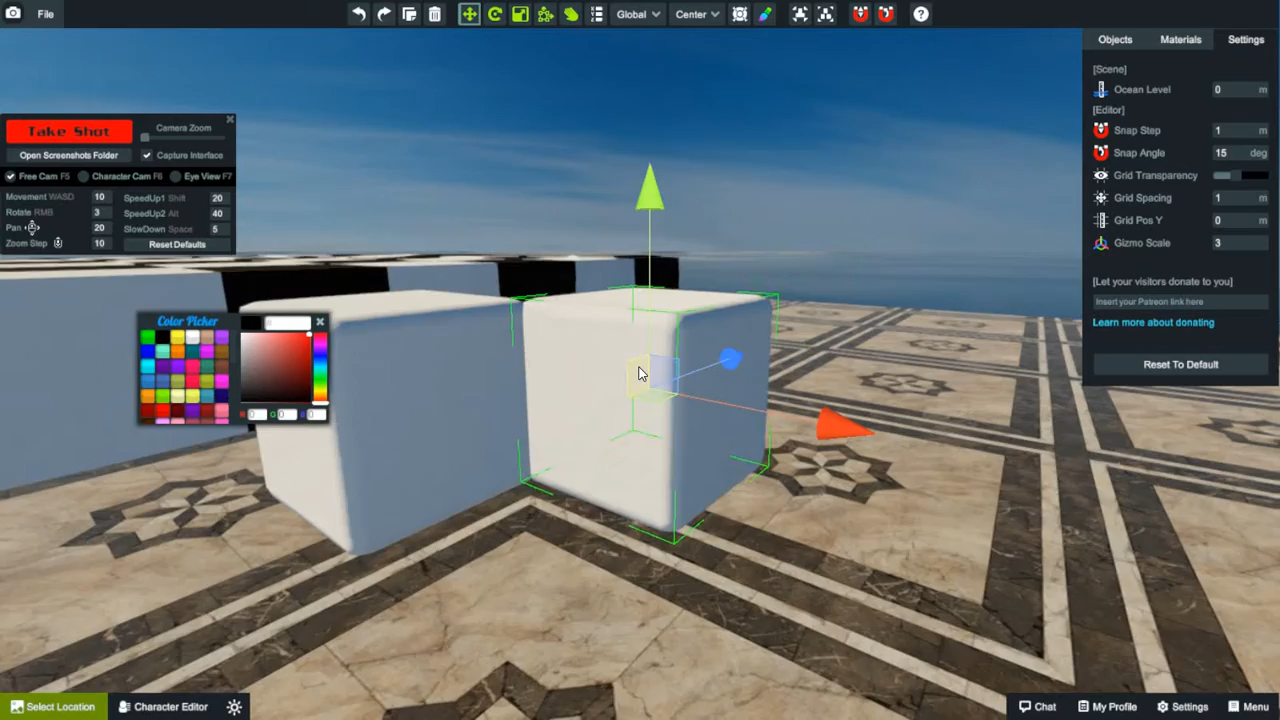 File
Global
Center
Objects
Materials
Settings
[Scene]
Ocean Level 0 m
[Editor]
Snap Step 1 m
Snap Angle 15 deg
Grid Transparency
Grid Spacing 1 m
Grid Pos Y 0 m
Gizmo Scale 3
[Let your visitors donate to you]
Insert your Patreon link here
Learn more about donating
Reset To Default
Take Shot
Camera Zoom
Open Screenshots Folder
Capture Interface
Free Cam F5
Character Cam F6
Eye View F7
Movement WASD 10
SpeedUp1 Shift 20
Rotate RMB 3
SpeedUp2 Alt 40
Pan 20
SlowDown Space 5
Zoom Step 10
Reset Defaults
Color Picker
R
G
Select Location
Character Editor
Chat
My Profile
Settings
Menu